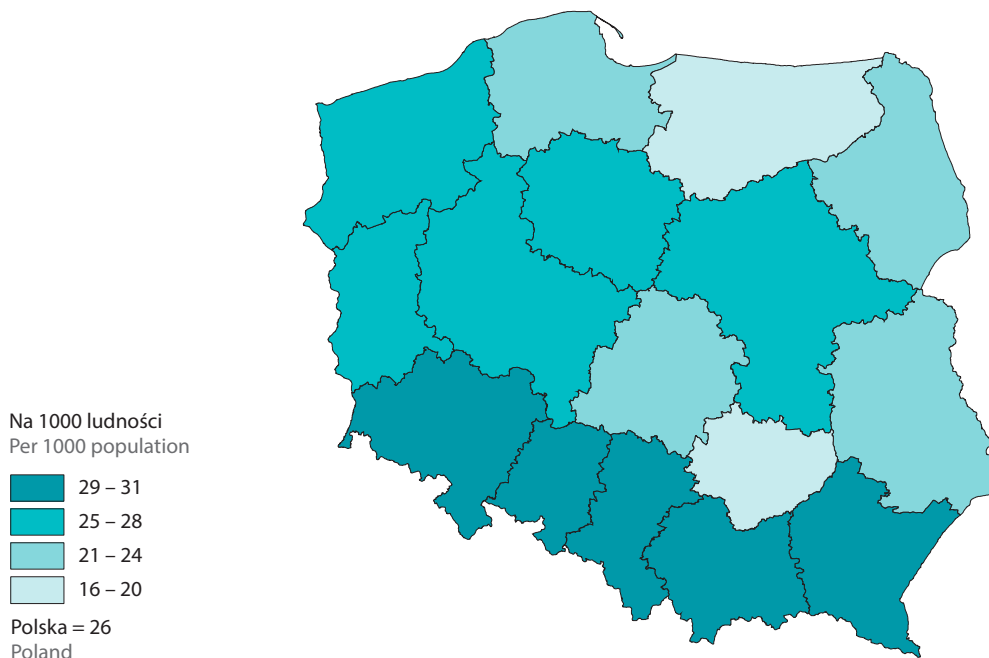 Na 1000 ludności
Per 1000 population
29 – 31
25 – 28
21 – 24
16 – 20
Polska = 26
Poland